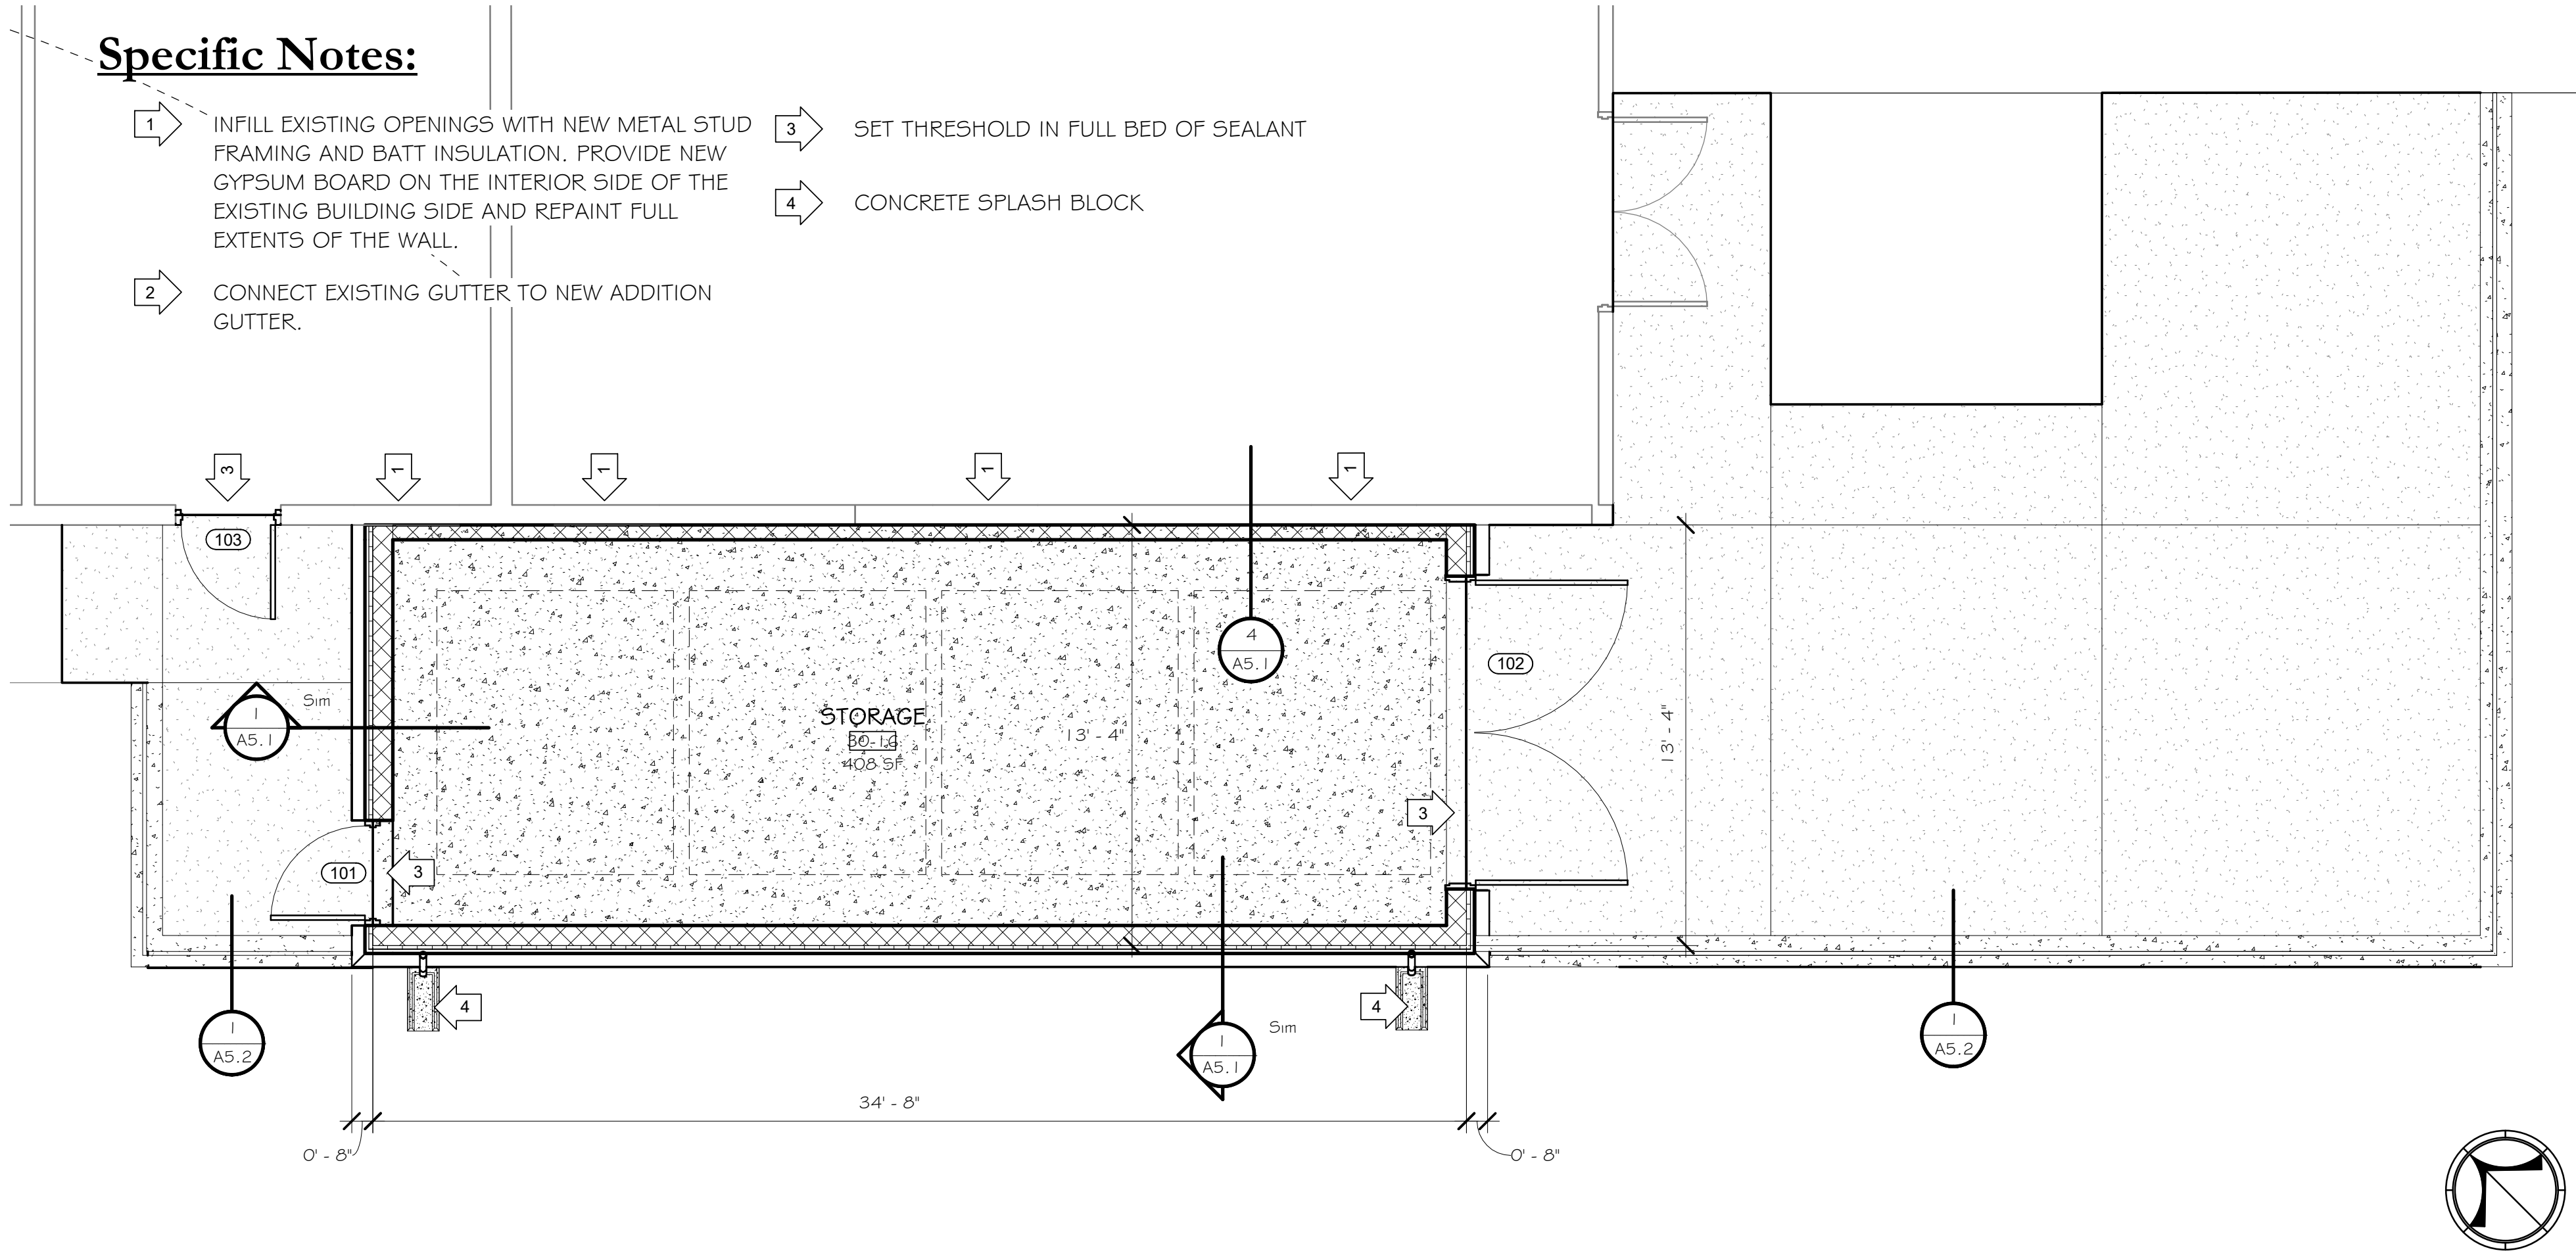 Specific Notes:
1
INFILL EXISTING OPENINGS WITH NEW METAL STUD
FRAMING AND BATT INSULATION. PROVIDE NEW
GYPSUM BOARD ON THE INTERIOR SIDE OF THE
EXISTING BUILDING SIDE AND REPAINT FULL
EXTENTS OF THE WALL.
2
CONNECT EXISTING GUTTER TO NEW ADDITION
GUTTER.
3
SET THRESHOLD IN FULL BED OF SEALANT
4
CONCRETE SPLASH BLOCK
3
1
1
1
1
103
4
A5.1
102
1
A5.1
Sim
STORAGE
30-1G
408 SF
13' - 4"
13' - 4"
3
101
3
4
4
1
A5.2
1
A5.1
Sim
1
A5.2
34' - 8"
0' - 8"
0' - 8"